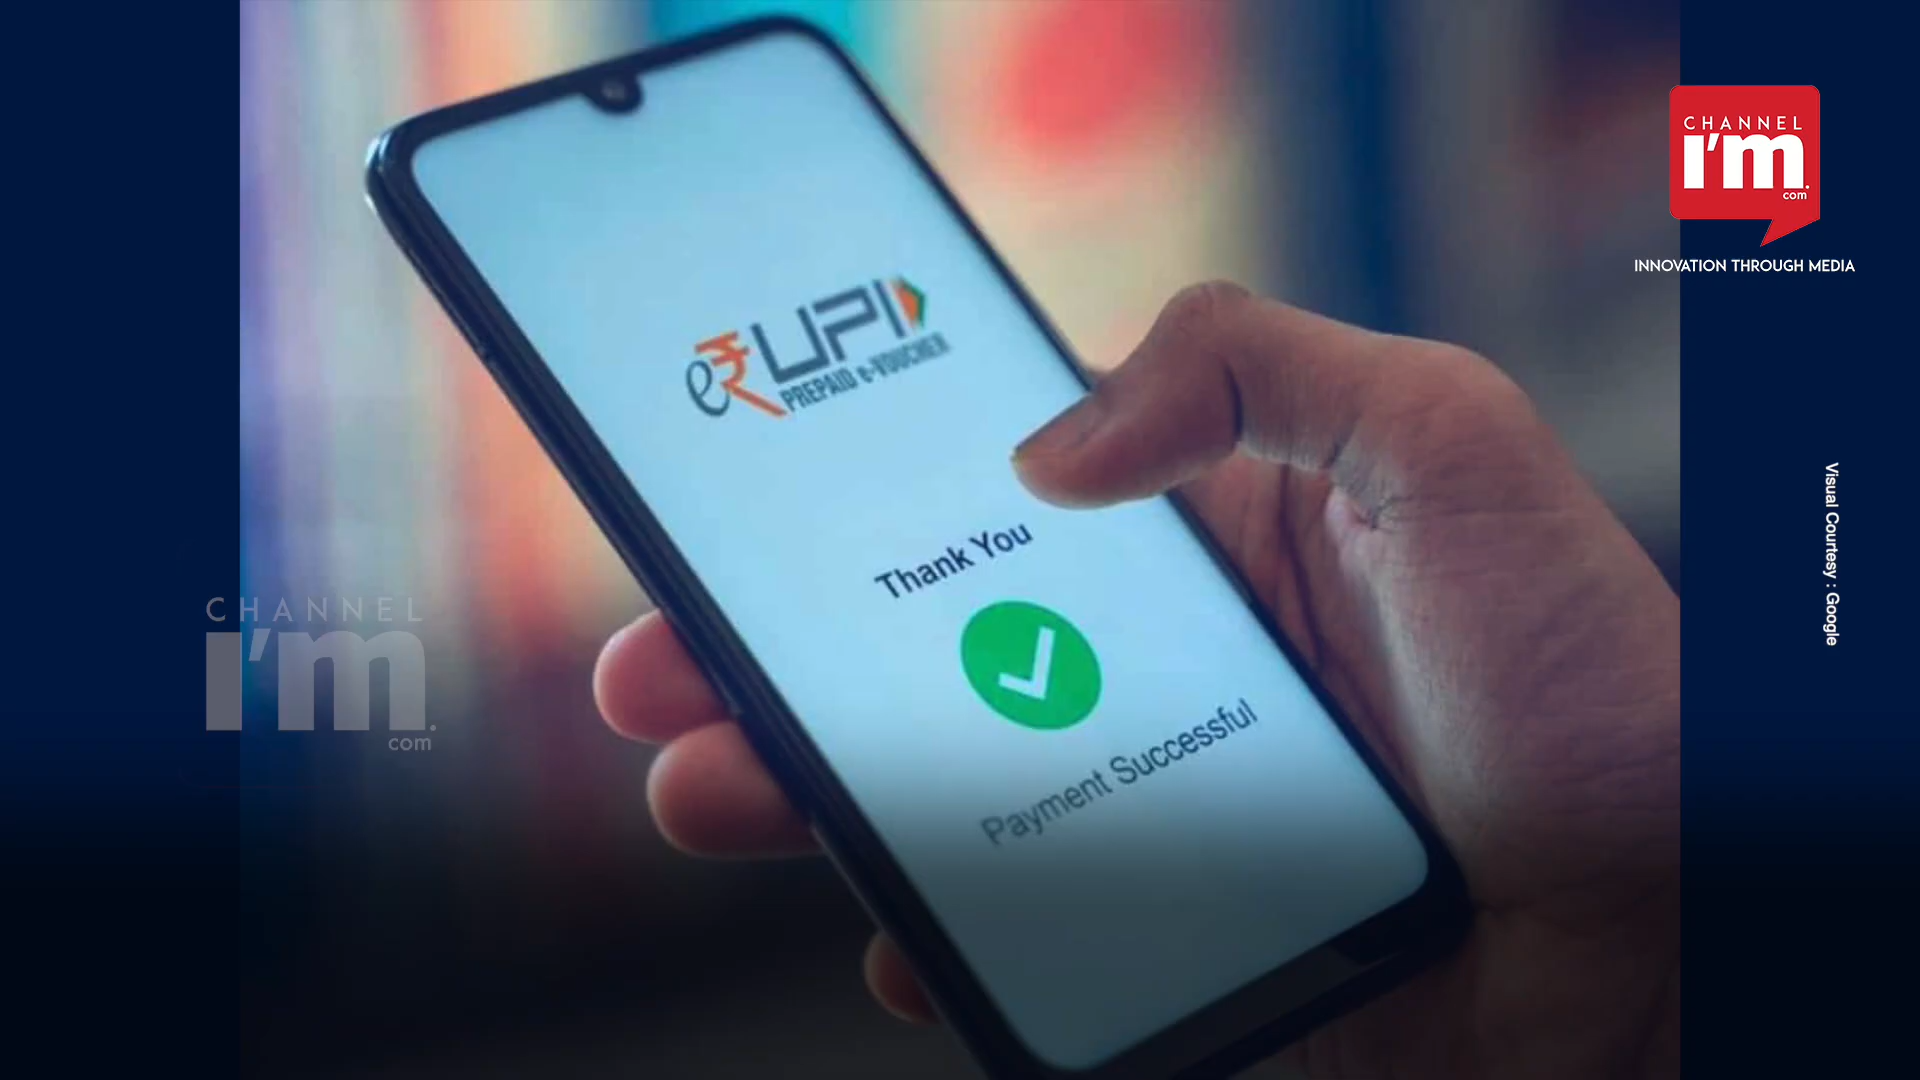 CHANNEL
i'm.
com
INNOVATION THROUGH MEDIA
e₹UPI
PREPAID e-VOUCHER
Visual Courtesy : Google
Thank You
Payment Successful
CHANNEL
i'm.
com